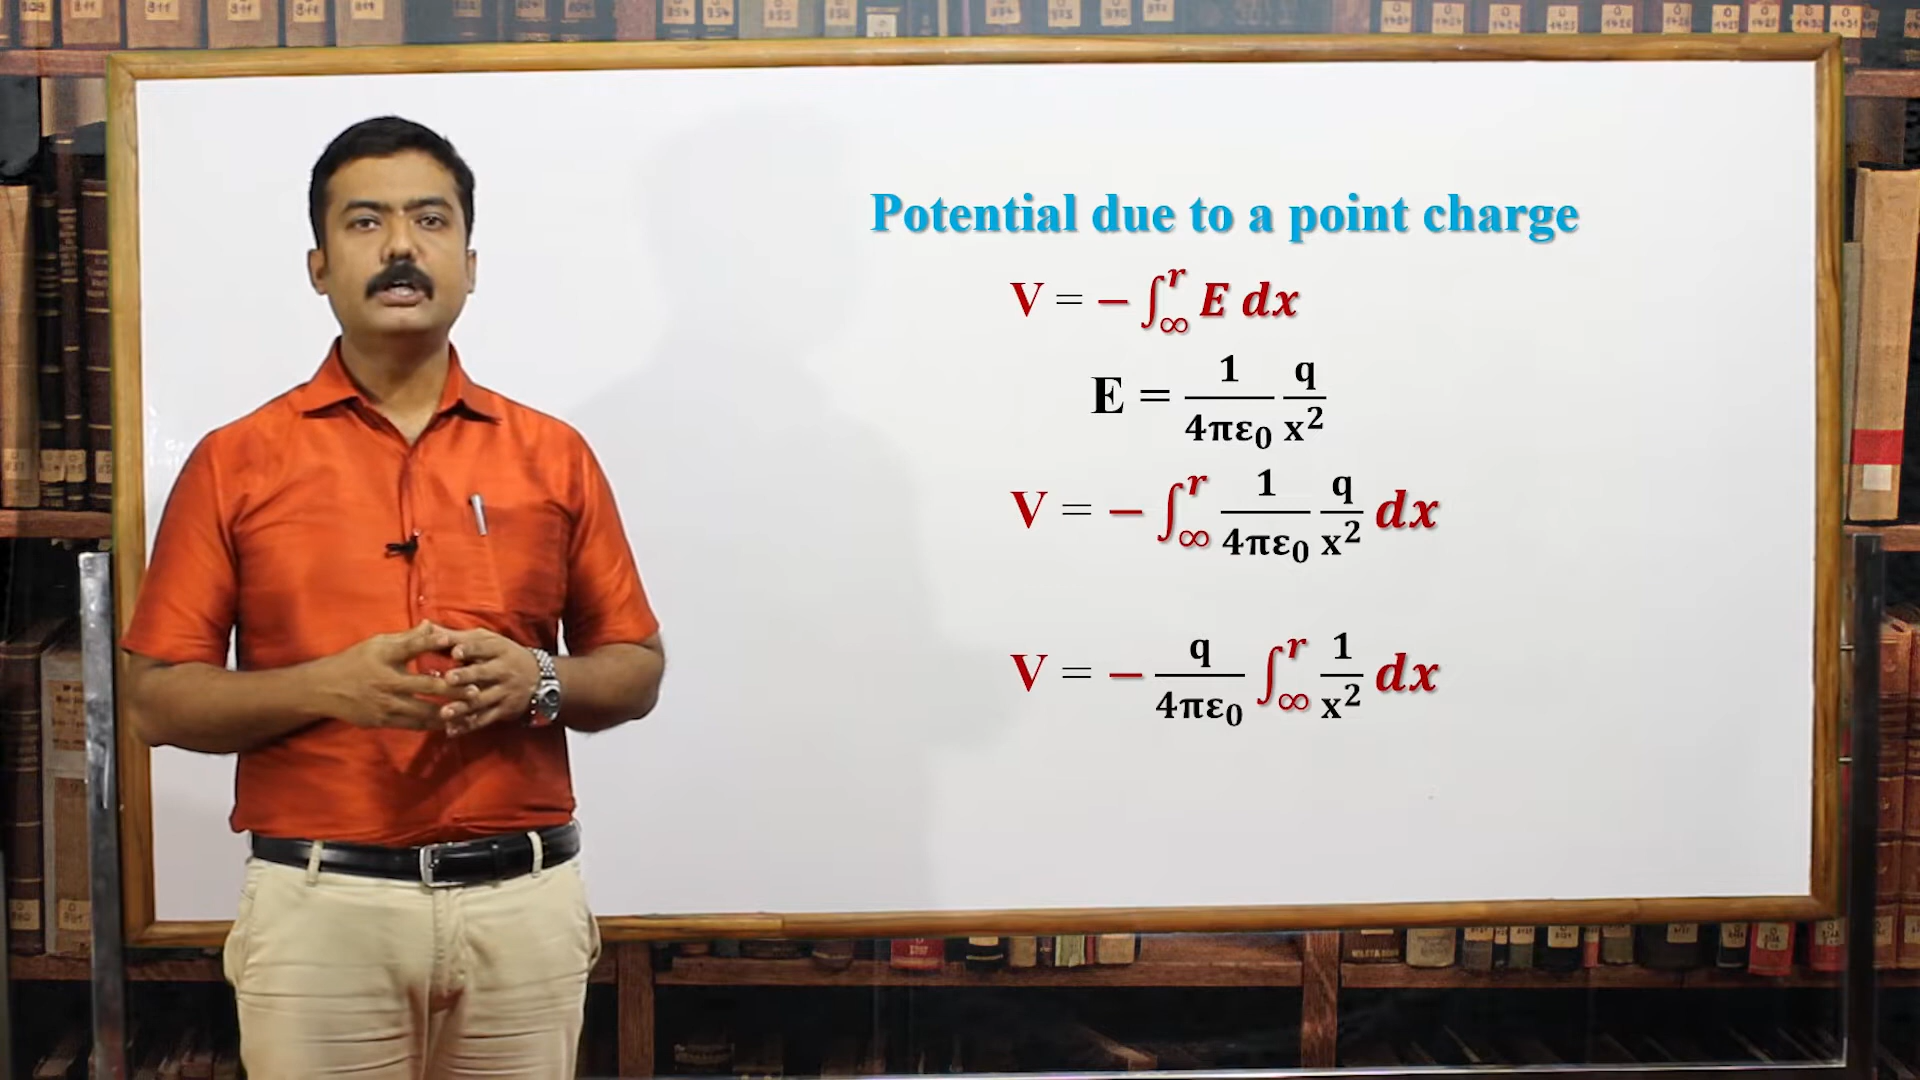 Potential due to a point charge
V = − ∫_∞^r E dx
E = 1/4πε₀ q/x²
V = − ∫_∞^r 1/4πε₀ q/x² dx
V = − q/4πε₀ ∫_∞^r 1/x² dx